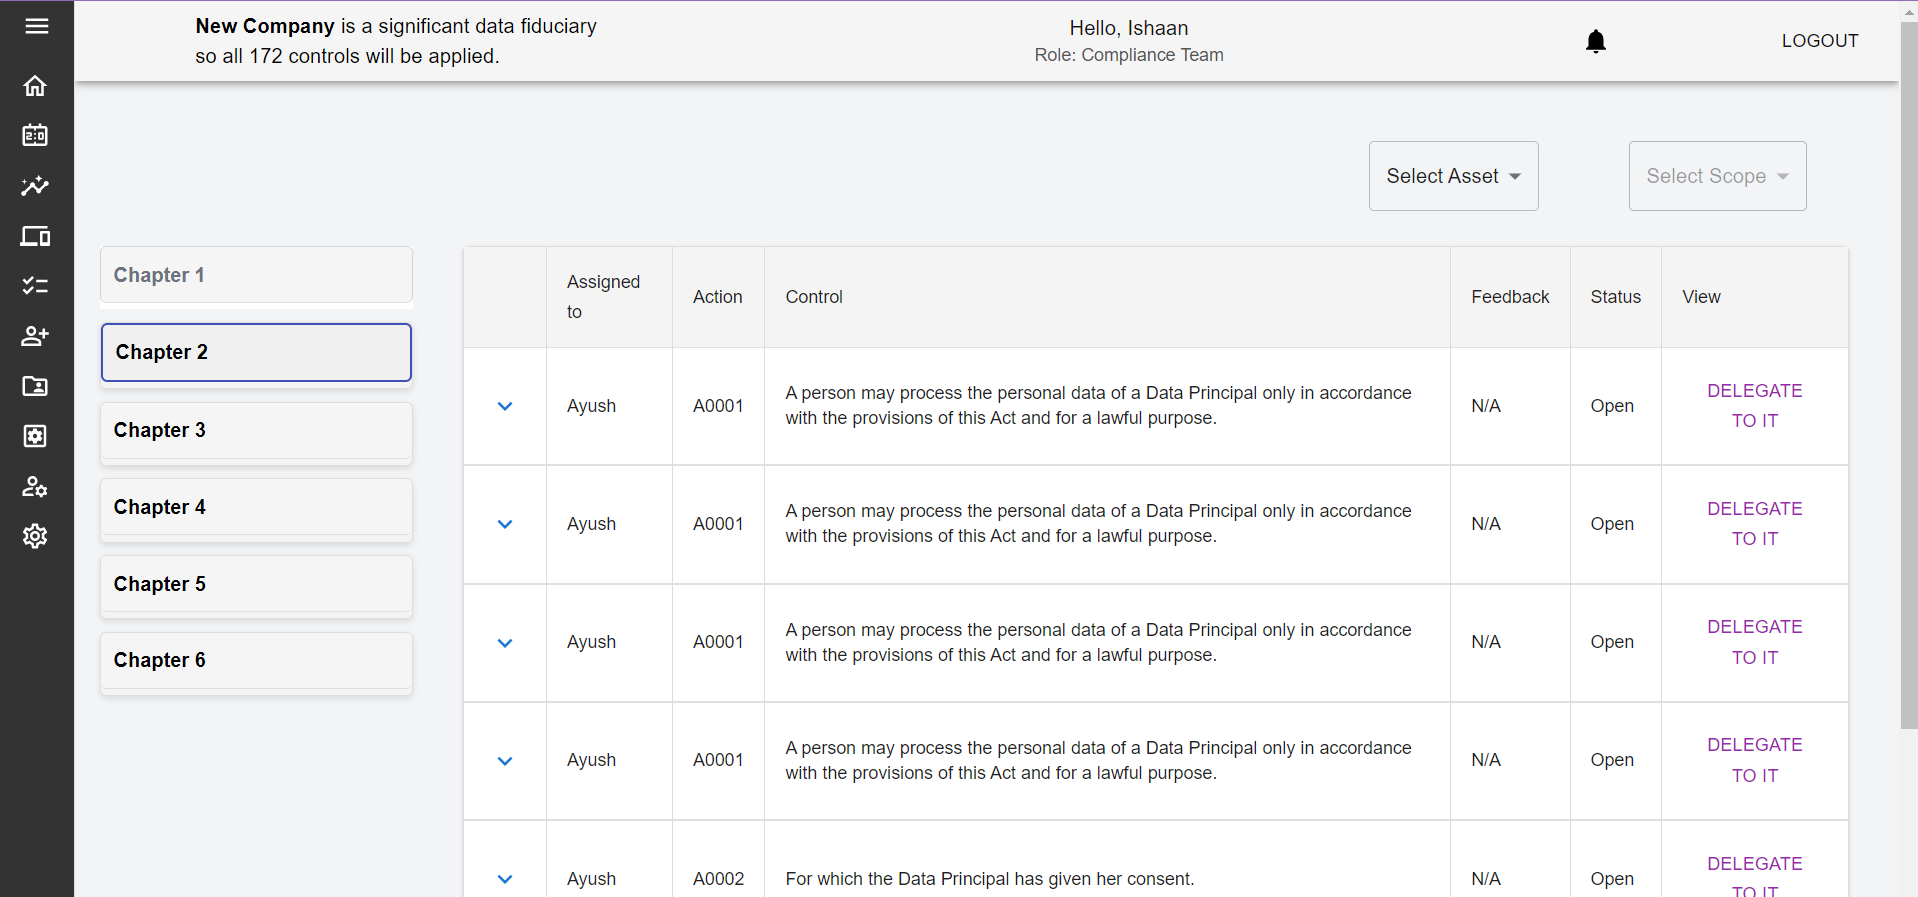 New Company is a significant data fiduciary
so all 172 controls will be applied.
Hello, Ishaan
Role: Compliance Team
LOGOUT
Select Asset
Select Scope
Chapter 1
Chapter 2
Chapter 3
Chapter 4
Chapter 5
Chapter 6
Assigned
to
Action
Control
Feedback
Status
View
Ayush
A0001
A person may process the personal data of a Data Principal only in accordance
with the provisions of this Act and for a lawful purpose.
N/A
Open
DELEGATE
TO IT
Ayush
A0001
A person may process the personal data of a Data Principal only in accordance
with the provisions of this Act and for a lawful purpose.
N/A
Open
DELEGATE
TO IT
Ayush
A0001
A person may process the personal data of a Data Principal only in accordance
with the provisions of this Act and for a lawful purpose.
N/A
Open
DELEGATE
TO IT
Ayush
A0001
A person may process the personal data of a Data Principal only in accordance
with the provisions of this Act and for a lawful purpose.
N/A
Open
DELEGATE
TO IT
Ayush
A0002
For which the Data Principal has given her consent.
N/A
Open
DELEGATE
TO IT